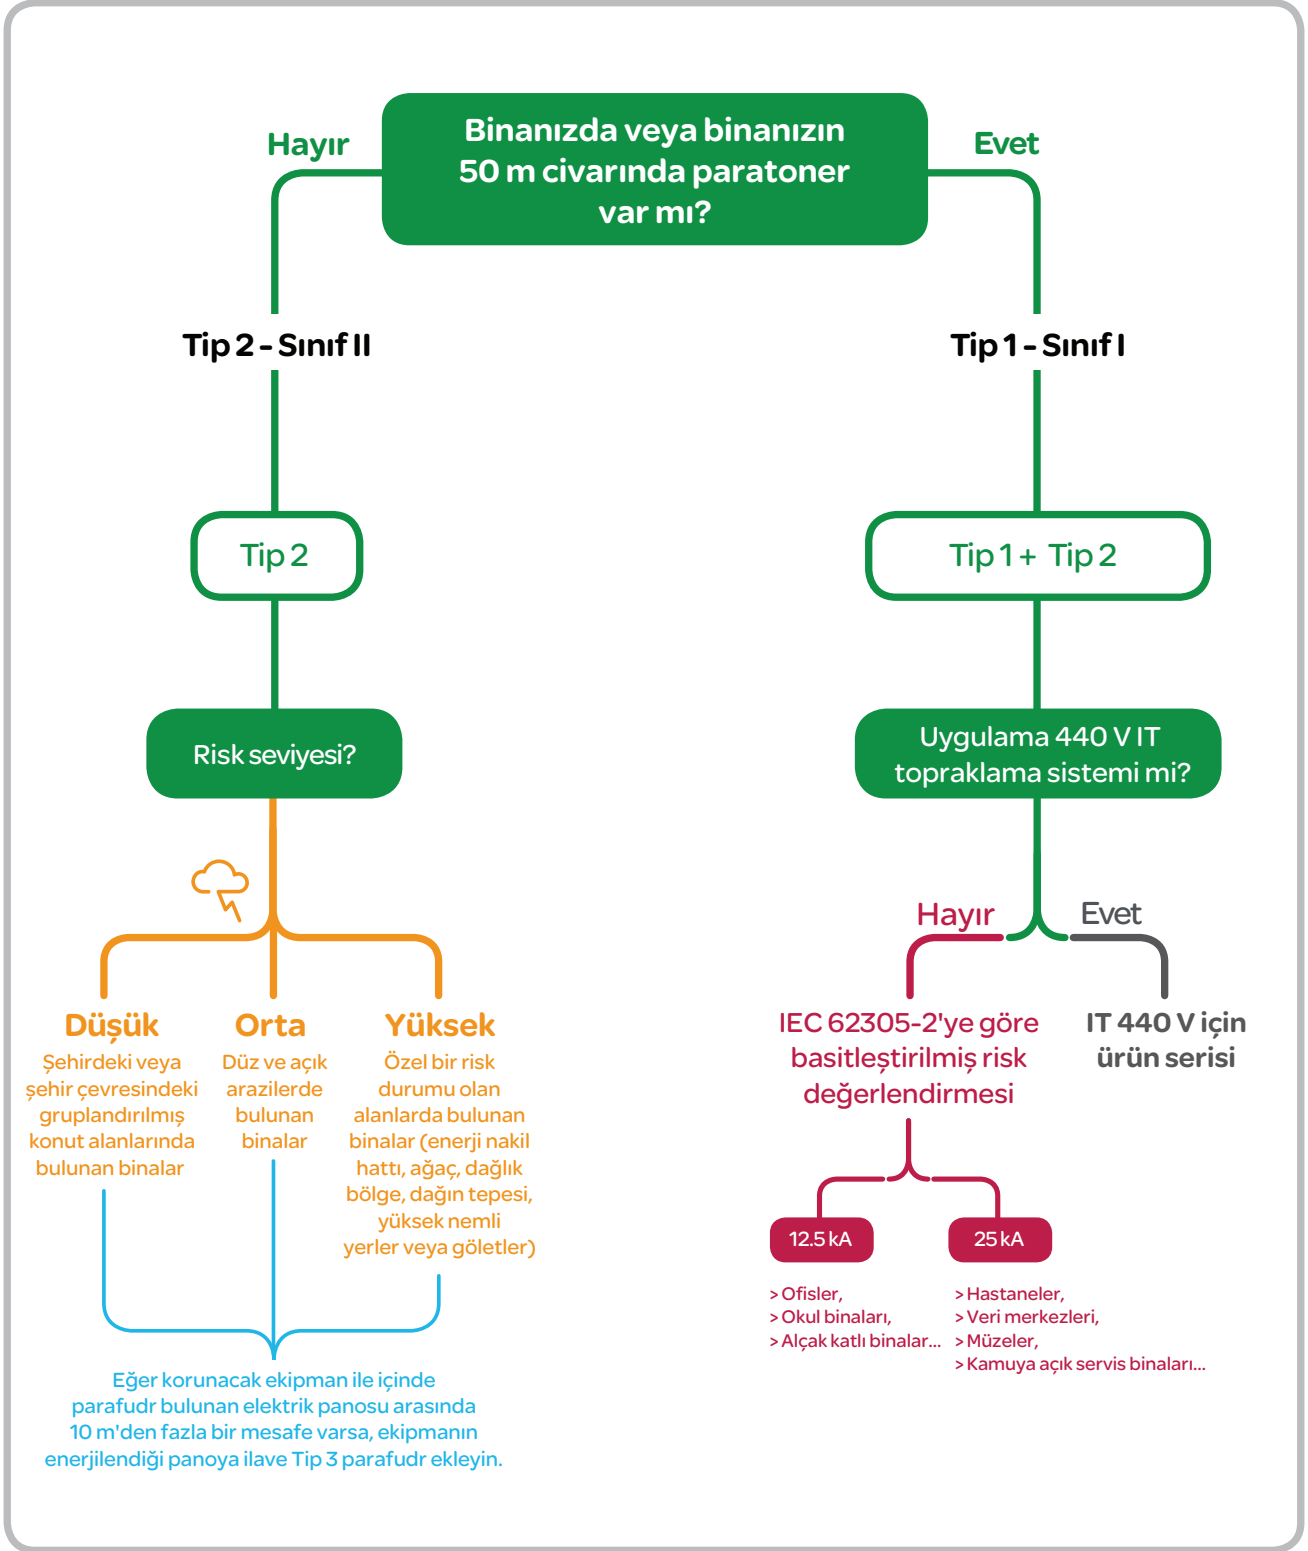 Binanızda veya binanızın
50 m civarında paratoner
var mı?
Hayır
Evet
Tip 2 - Sınıf II
Tip 1 - Sınıf I
Tip 2
Tip 1 + Tip 2
Risk seviyesi?
Uygulama 440 V IT
topraklama sistemi mi?
Hayır
Evet
Düşük
Şehirdeki veya
şehir çevresindeki
gruplandırılmış
konut alanlarında
bulunan binalar
Orta
Düz ve açık
arazilerde
bulunan
binalar
Yüksek
Özel bir risk
durumu olan
alanlarda bulunan
binalar (enerji nakil
hattı, ağaç, dağlık
bölge, dağın tepesi,
yüksek nemli
yerler veya göletler)
IEC 62305-2'ye göre
basitleştirilmiş risk
değerlendirmesi
IT 440 V için
ürün serisi
12.5 kA
25 kA
> Ofisler,
> Okul binaları,
> Alçak katlı binalar...
> Hastaneler,
> Veri merkezleri,
> Müzeler,
> Kamuya açık servis binaları...
Eğer korunacak ekipman ile içinde
parafudr bulunan elektrik panosu arasında
10 m'den fazla bir mesafe varsa, ekipmanın
enerjilendiği panoya ilave Tip 3 parafudr ekleyin.